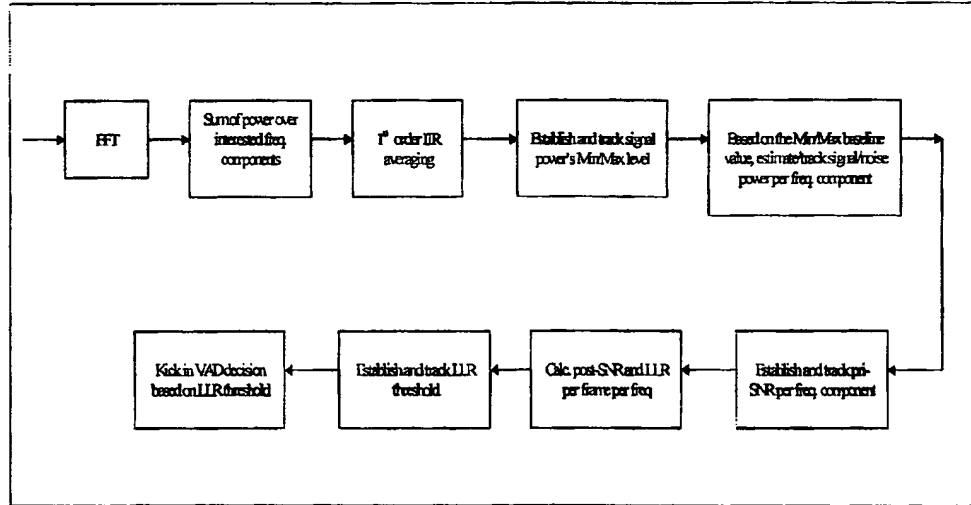 FFT
Sum of power over
interested freq.
components
1st order IIR
averaging
Establish and track signal
power's Min/Max level
Based on the Min/Max baseline
value, estimate/track signal/noise
power per freq. component
Kick in VAD decision
based on LLR threshold
Establish and track LLR
threshold.
Calc. post-SNR and LLR
per frame per freq
Establish and track pri-
SNR per freq. component